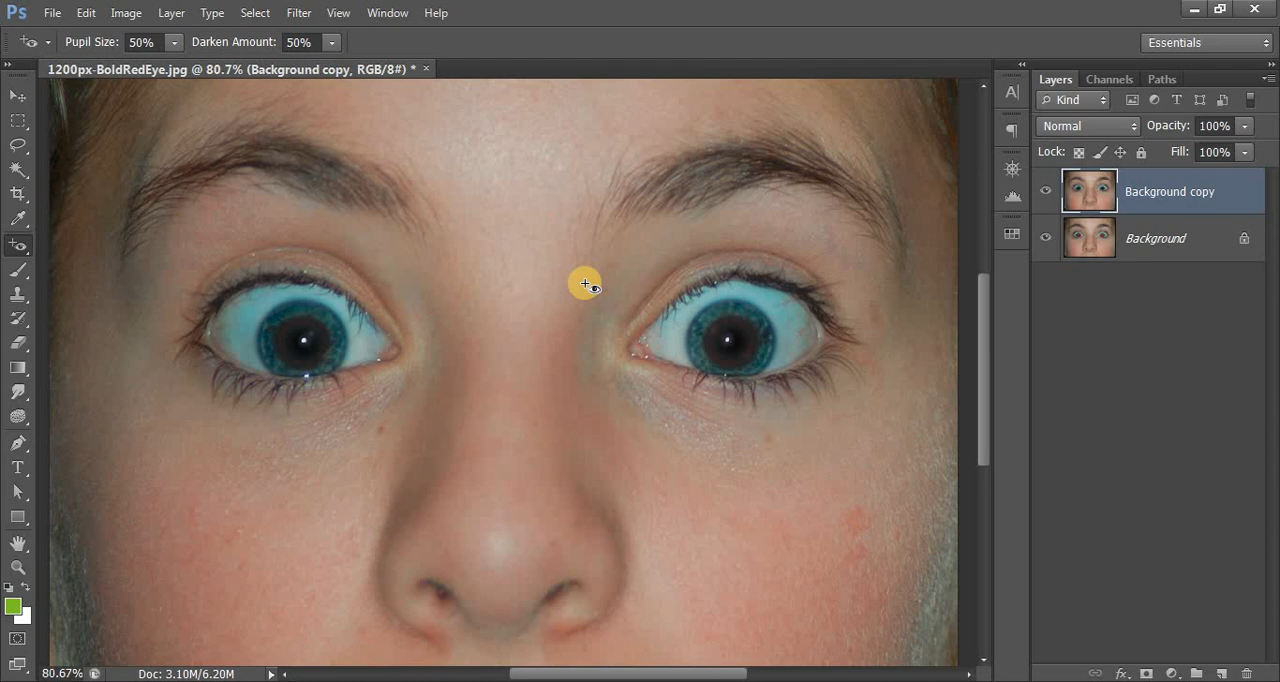 Ps File Edit Image Layer Type Select Filter View Window Help
Pupil Size: 50% Darken Amount: 50% Essentials
1200px-BoldRedEye.jpg @ 80.7% (Background copy, RGB/8#) * ×
Layers Channels Paths
Kind
Normal Opacity: 100%
Lock: Fill: 100%
Background copy
Background
80.67% Doc: 3.10M/6.20M